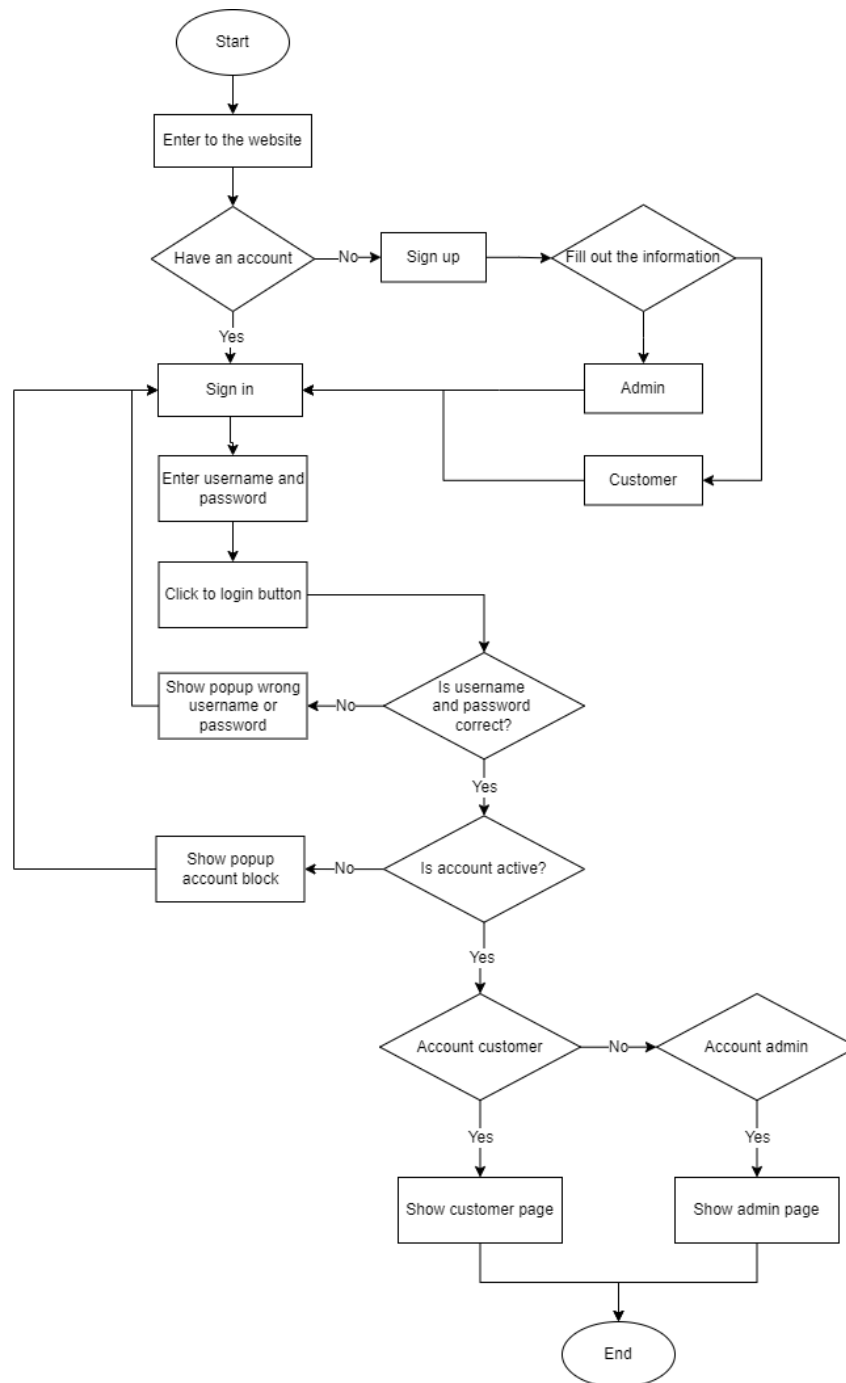 Start
Enter to the website
Have an account
No
Sign up
Fill out the information
Yes
Sign in
Admin
Enter username and
password
Customer
Click to login button
Show popup wrong
username or
password
No
Is username
and password
correct?
Yes
Show popup
account block
No
Is account active?
Yes
Account customer
No
Account admin
Yes
Yes
Show customer page
Show admin page
End